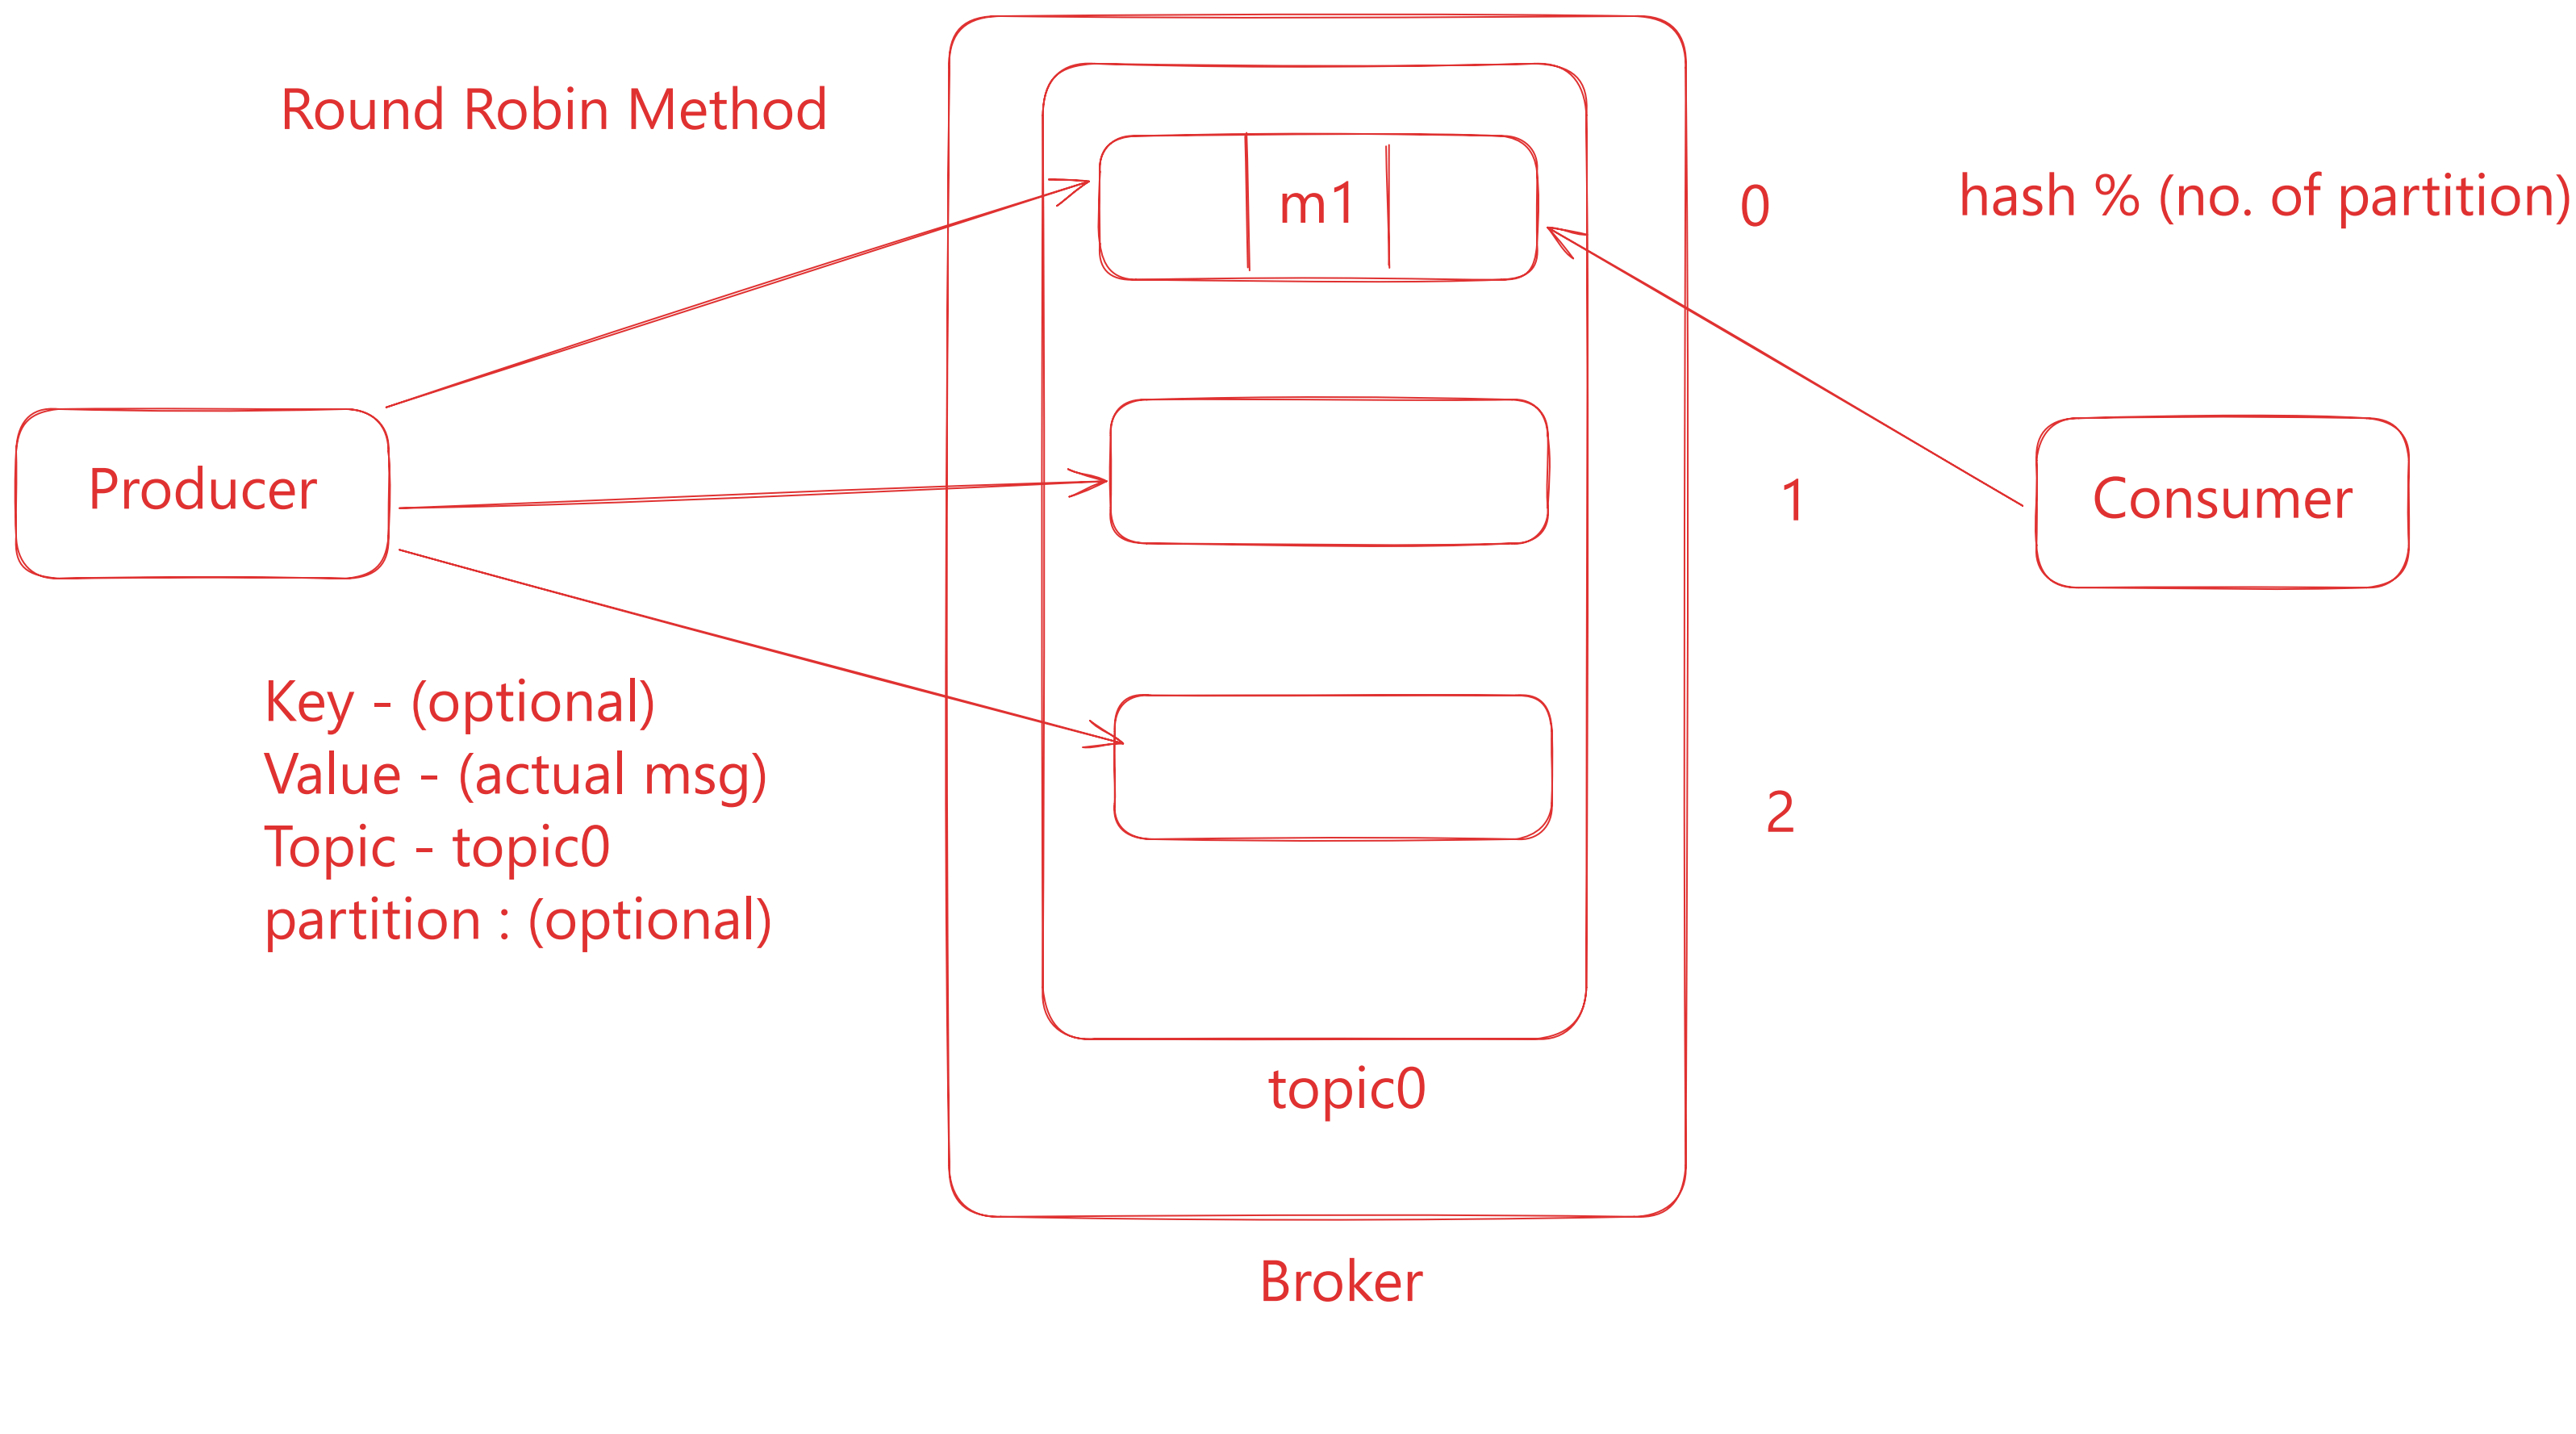 Round Robin Method
m1
0
hash % (no. of partition)
Producer
1
Consumer
Key - (optional)
Value - (actual msg)
Topic - topic0
partition : (optional)
2
topic0
Broker